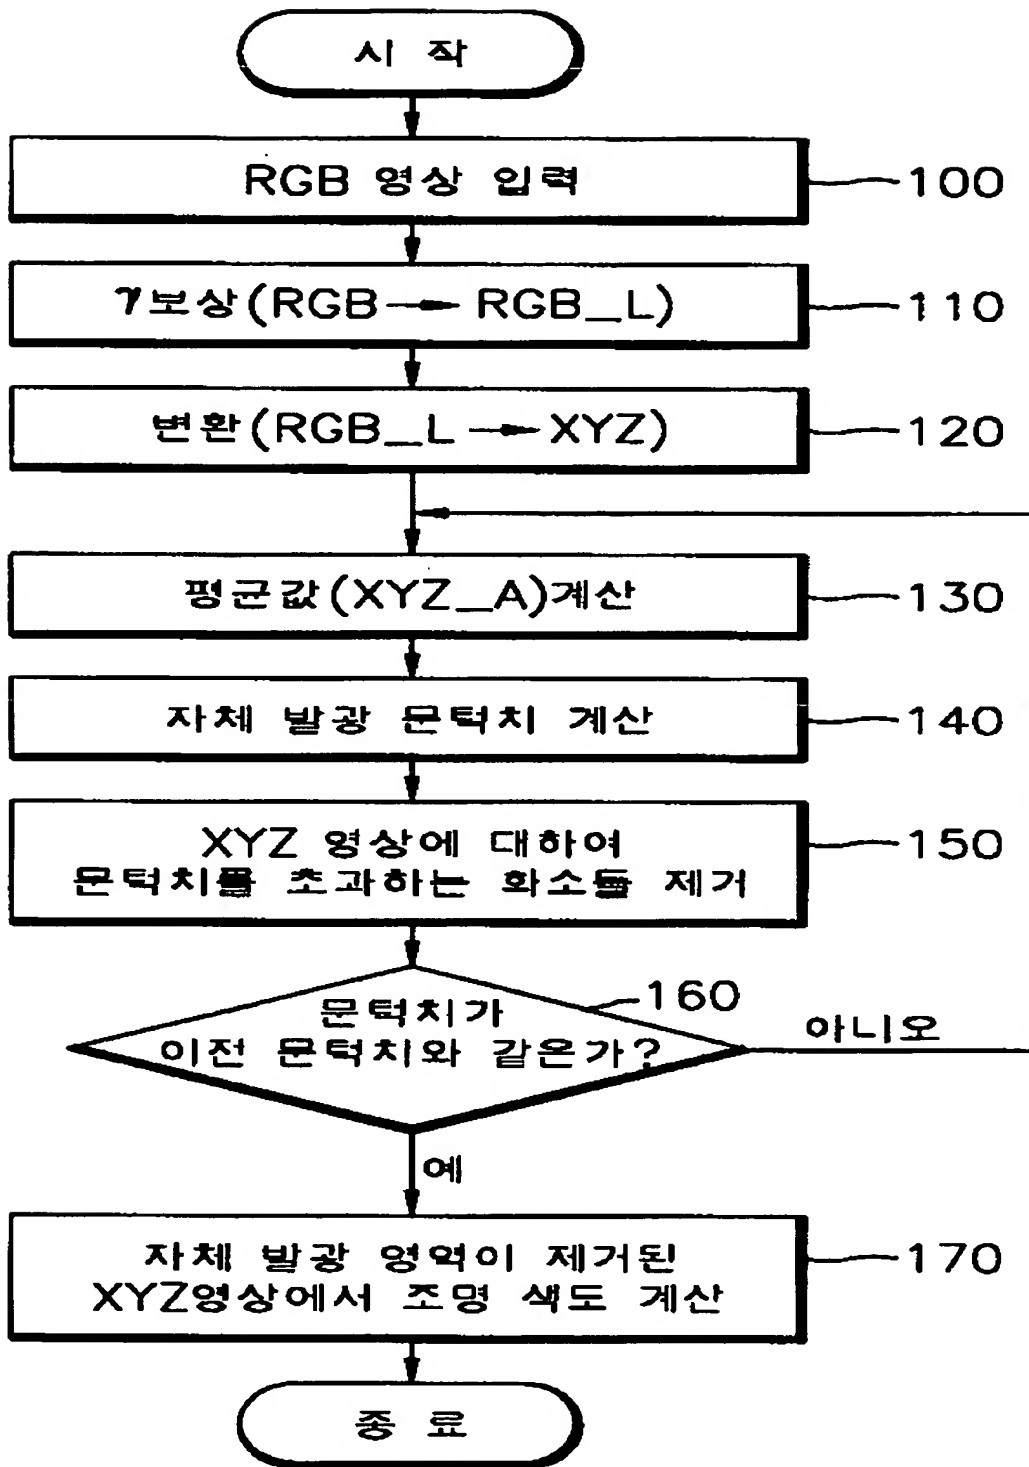 시 작
RGB 영상 입력
100
γ보상(RGB → RGB_L)
110
변환(RGB_L → XYZ)
120
평균값(XYZ_A)계산
130
자체 발광 문턱치 계산
140
XYZ 영상에 대하여
문턱치를 초과하는 화소들 제거
150
문턱치가
이전 문턱치와 같은가?
160
아니오
예
자체 발광 영역이 제거된
XYZ영상에서 조명 색도 계산
170
종 료